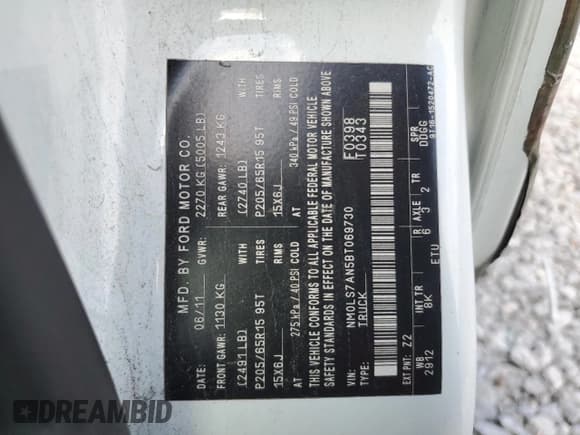 MFD. BY FORD MOTOR CO.
DATE: 06/11 GVWR: 2270 KG (5005 LB)
FRONT GAWR: 1130 KG REAR GAWR: 1243 KG
(2491 LB) WITH (2740 LB) WITH
P205/65R15 95T TIRES P205/65R15 95T TIRES
15X6J RIMS 15X6J RIMS
AT 275 kPa/40 PSI COLD AT 340 kPa/49 PSI COLD
THIS VEHICLE CONFORMS TO ALL APPLICABLE FEDERAL MOTOR VEHICLE
SAFETY STANDARDS IN EFFECT ON THE DATE OF MANUFACTURE SHOWN ABOVE
VIN: NM0LS7AN5BT069730 F0398
TYPE: TRUCK T0343
EXT PNT: Z2
WB INT TR R AXLE TR SPR
2912 8K 6 3 2 DDGG
ETU
DREAMBID